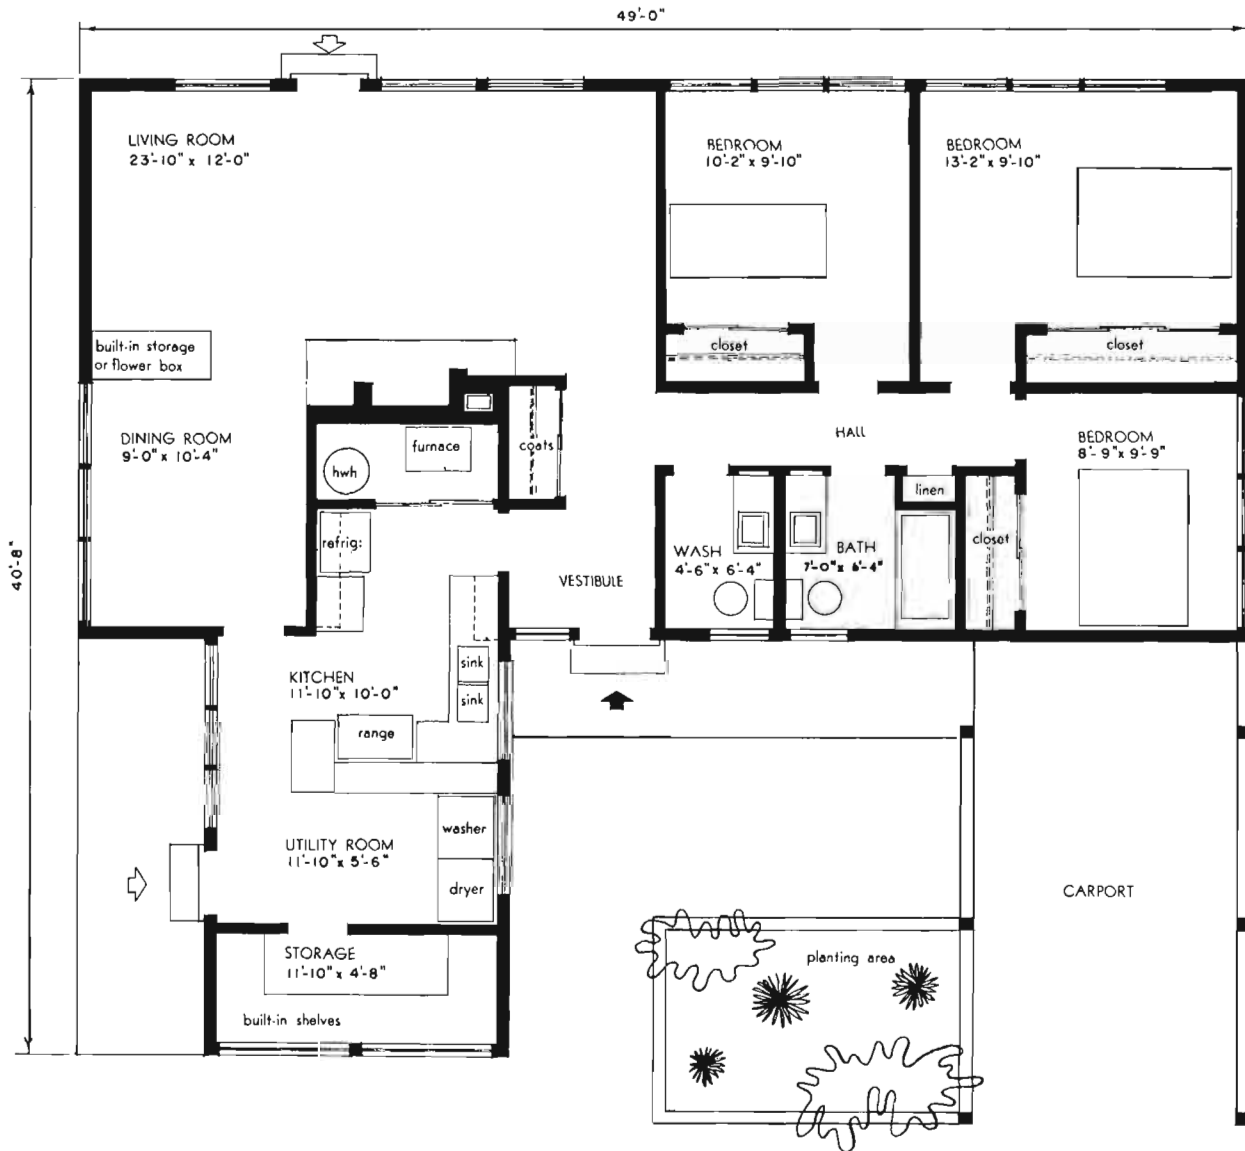 49'-0"
LIVING ROOM
23'-10" x 12'-0"
BEDROOM
10'-2" x 9'-10"
BEDROOM
13'-2" x 9'-10"
built-in storage
or flower box
closet
closet
DINING ROOM
9'-0" x 10'-4"
hwh
furnace
coats
HALL
BEDROOM
8'-9" x 9'-9"
linen
refrig:
WASH
4'-6" x 6'-4"
BATH
7'-0" x 6'-4"
closet
VESTIBULE
40'-8"
KITCHEN
11'-10" x 10'-0"
sink
sink
range
UTILITY ROOM
11'-10" x 5'-6"
washer
dryer
CARPORT
STORAGE
11'-10" x 4'-8"
built-in shelves
planting area